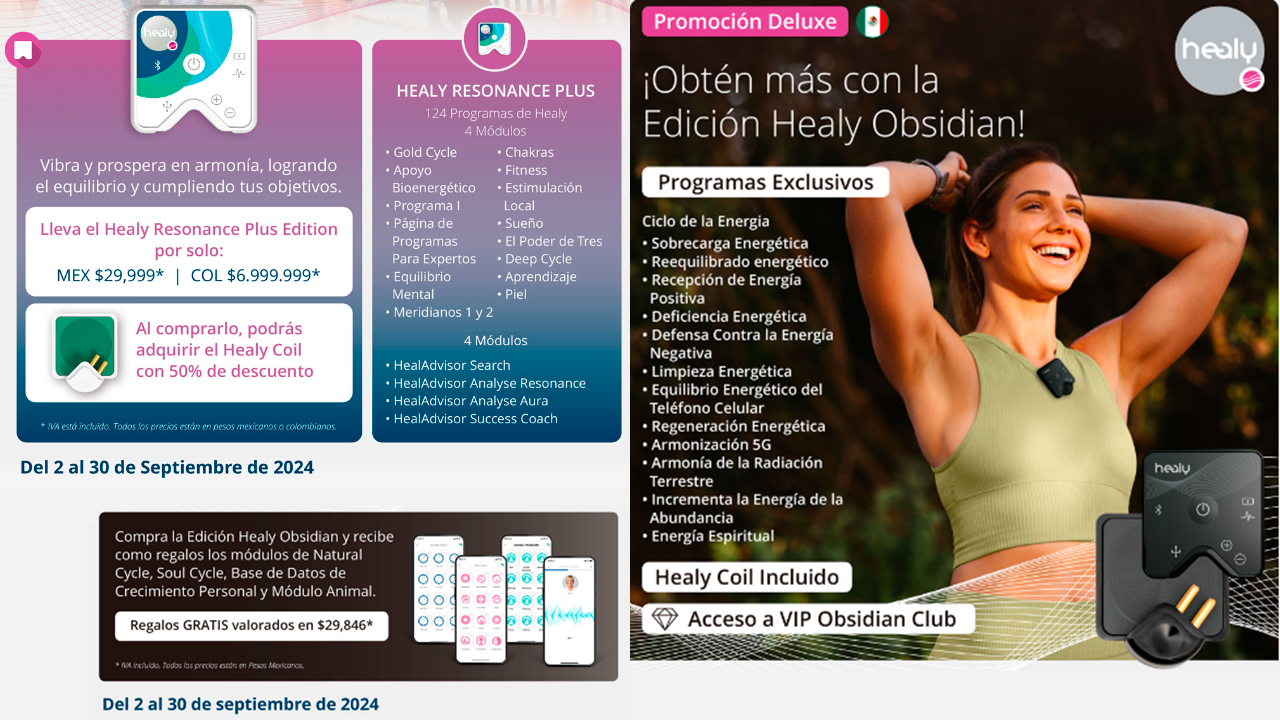 healy
Vibra y prospera en armonía, logrando
el equilibrio y cumpliendo tus objetivos.
Lleva el Healy Resonance Plus Edition
por solo:
MEX $29,999* | COL $6.999.999*
Al comprarlo, podrás
adquirir el Healy Coil
con 50% de descuento
* IVA está incluido. Todos los precios están en pesos mexicanos o colombianos.
Del 2 al 30 de Septiembre de 2024
HEALY RESONANCE PLUS
124 Programas de Healy
4 Módulos
• Gold Cycle
• Apoyo
Bioenergético
• Programa I
• Página de
Programas
Para Expertos
• Equilibrio
Mental
• Meridianos 1 y 2
• Chakras
• Fitness
• Estimulación
Local
• Sueño
• El Poder de Tres
• Deep Cycle
• Aprendizaje
• Piel
4 Módulos
• HealAdvisor Search
• HealAdvisor Analyse Resonance
• HealAdvisor Analyse Aura
• HealAdvisor Success Coach
Compra la Edición Healy Obsidian y recibe
como regalos los módulos de Natural
Cycle, Soul Cycle, Base de Datos de
Crecimiento Personal y Módulo Animal.
Regalos GRATIS valorados en $29,846*
* IVA incluido. Todos los precios están en Pesos Mexicanos.
Del 2 al 30 de septiembre de 2024
Promoción Deluxe
healy
¡Obtén más con la
Edición Healy Obsidian!
Programas Exclusivos
Ciclo de la Energia
• Sobrecarga Energética
• Reequilibrado energético
• Recepción de Energía
Positiva
• Deficiencia Energética
• Defensa Contra la Energía
Negativa
• Limpieza Energética
• Equilibrio Energético del
Teléfono Celular
• Regeneración Energética
• Armonización 5G
• Armonía de la Radiación
Terrestre
• Incrementa la Energía de la
Abundancia
• Energía Espiritual
Healy Coil Incluido
Acceso a VIP Obsidian Club
healy